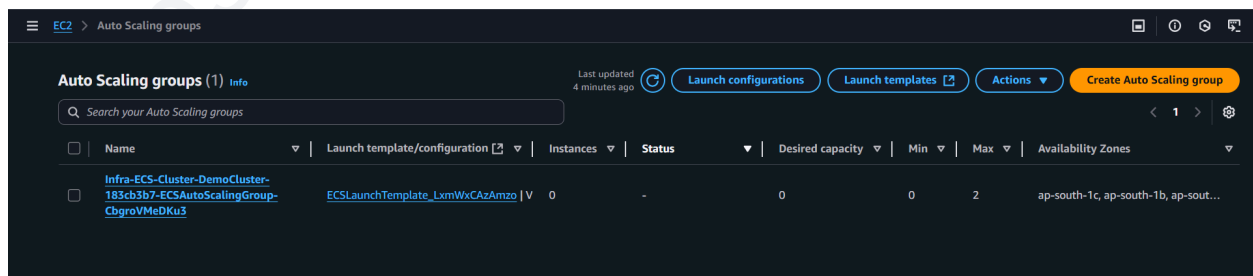 EC2 > Auto Scaling groups
Auto Scaling groups (1) Info
Last updated
4 minutes ago
Launch configurations
Launch templates
Actions
Create Auto Scaling group
Search your Auto Scaling groups
1
Name
Launch template/configuration
Instances
Status
Desired capacity
Min
Max
Availability Zones
Infra-ECS-Cluster-DemoCluster-
183cb3b7-ECSAutoScalingGroup-
CbgroVMeDKu3
ECSLaunchTemplate_LxmWxCAzAmzo | V
0
-
0
0
2
ap-south-1c, ap-south-1b, ap-sout...